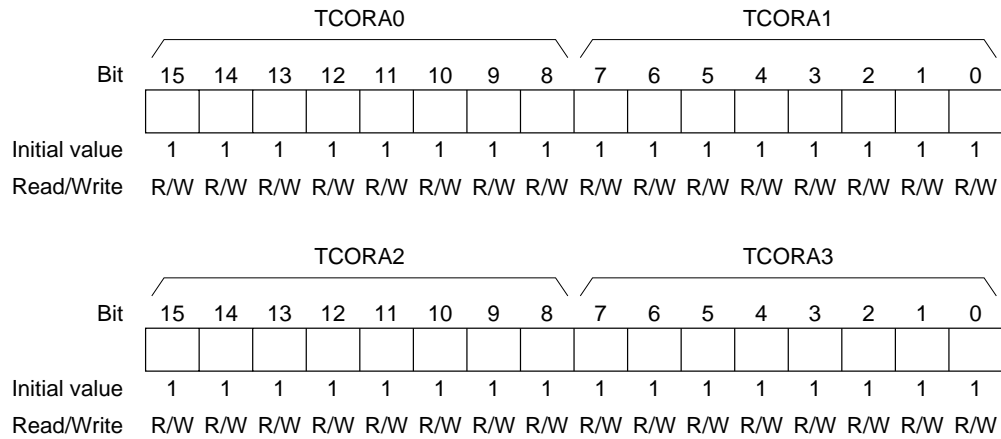 TCORA0 TCORA1
Bit 15 14 13 12 11 10 9 8 7 6 5 4 3 2 1 0
Initial value 1 1 1 1 1 1 1 1 1 1 1 1 1 1 1 1
Read/Write R/W R/W R/W R/W R/W R/W R/W R/W R/W R/W R/W R/W R/W R/W R/W R/W
TCORA2 TCORA3
Bit 15 14 13 12 11 10 9 8 7 6 5 4 3 2 1 0
Initial value 1 1 1 1 1 1 1 1 1 1 1 1 1 1 1 1
Read/Write R/W R/W R/W R/W R/W R/W R/W R/W R/W R/W R/W R/W R/W R/W R/W R/W